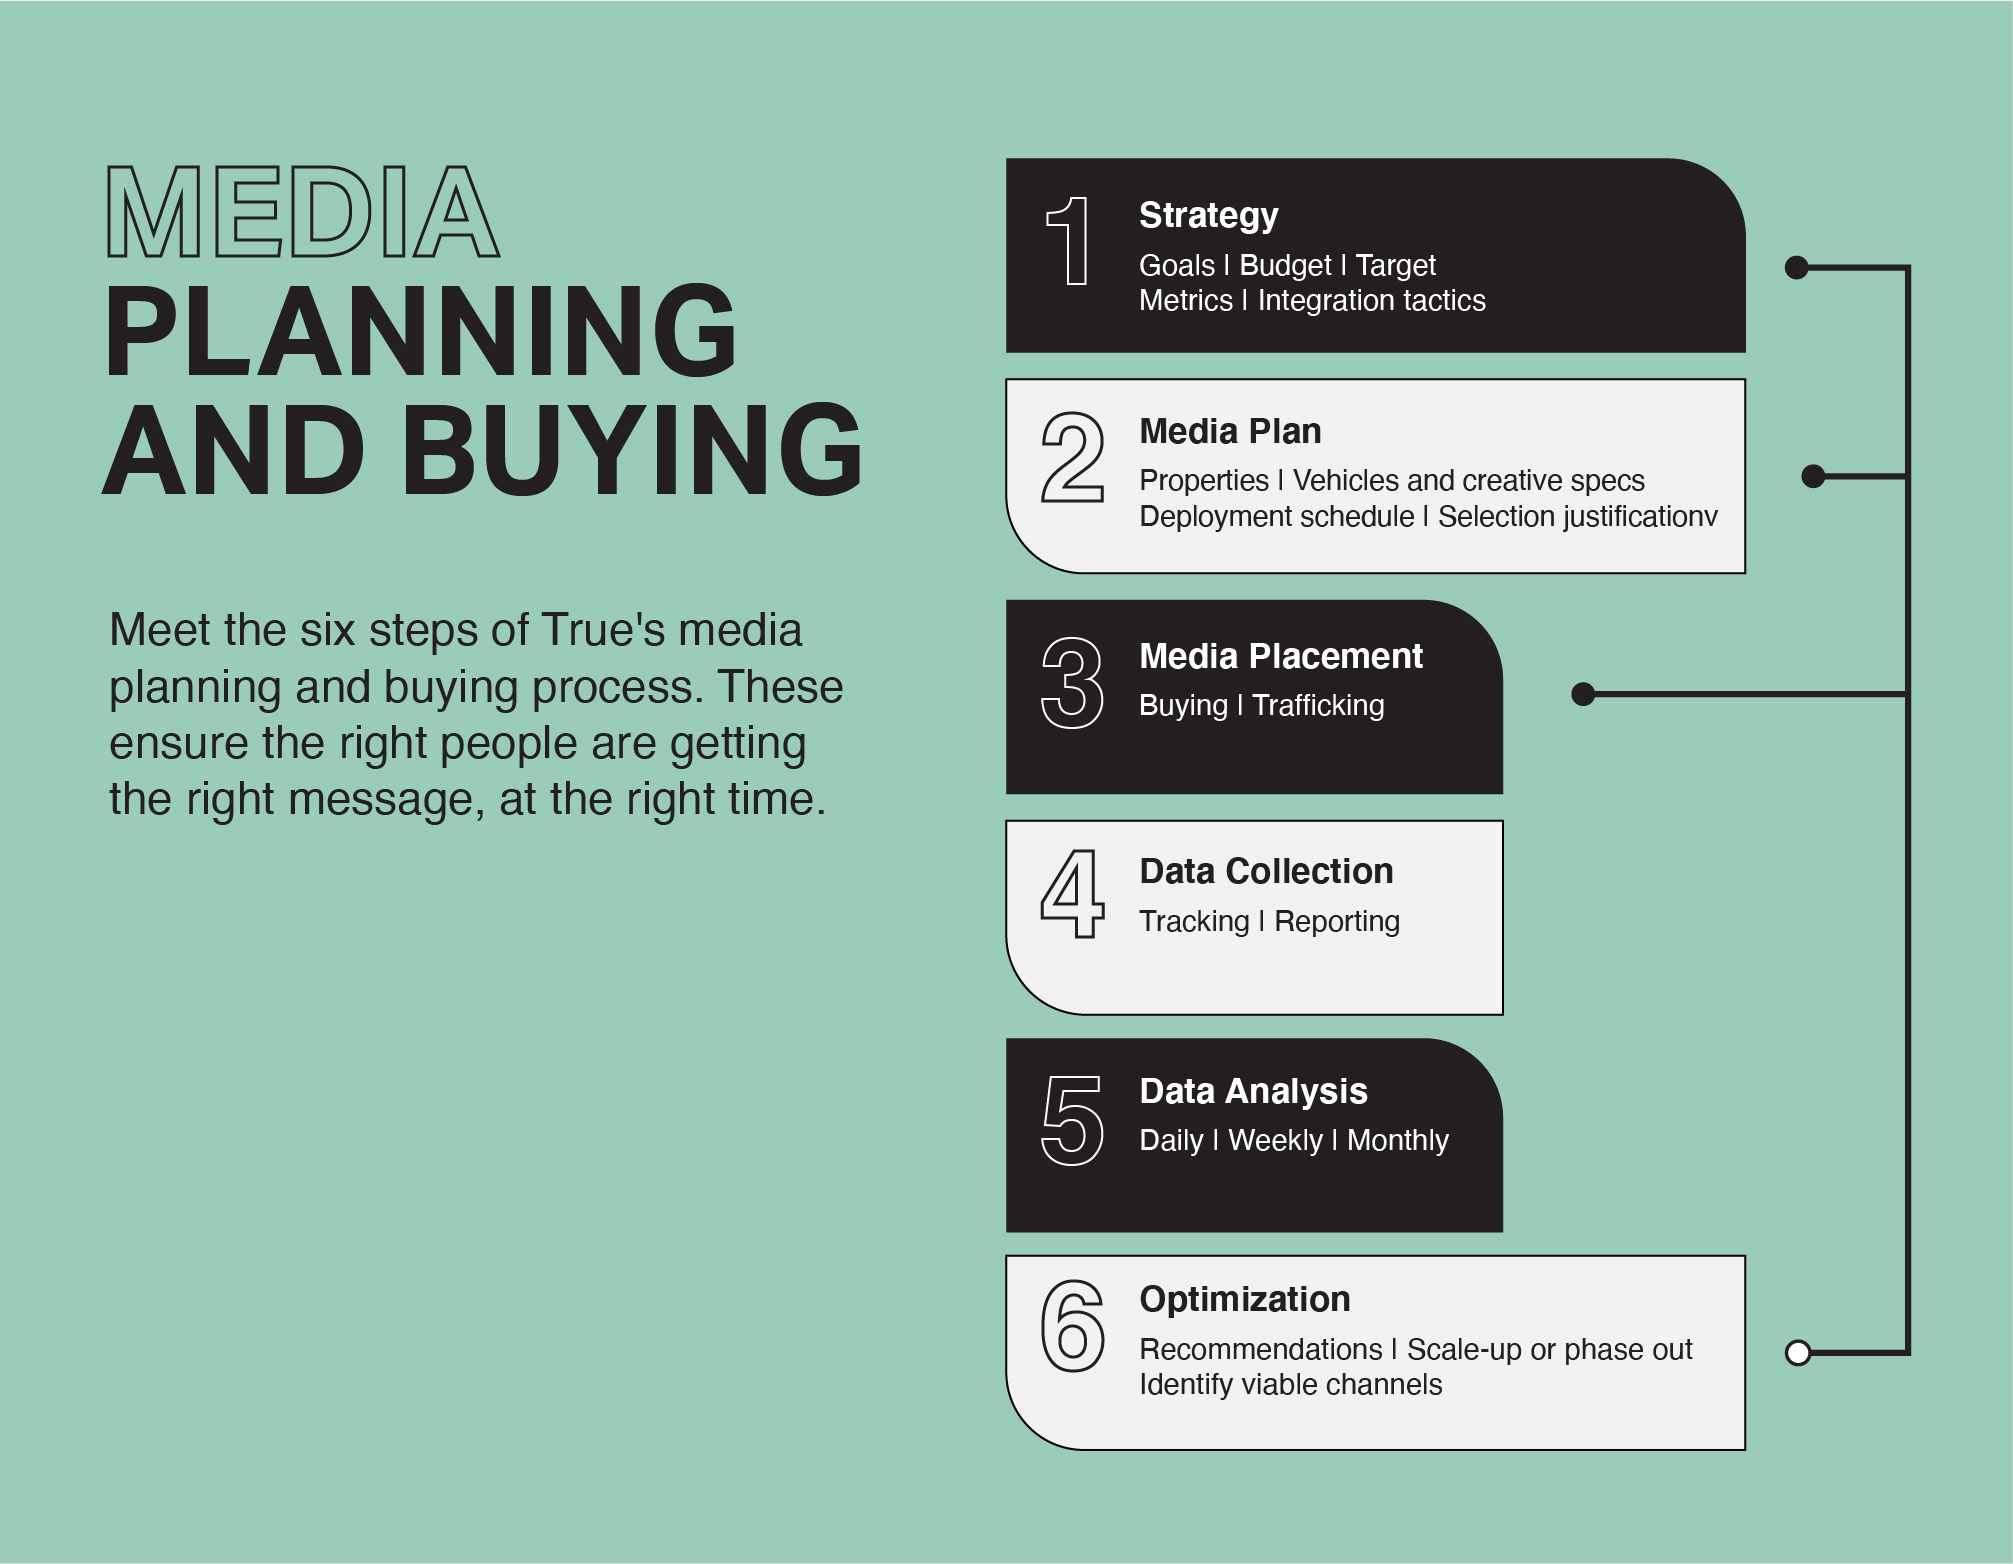 MEDIA
PLANNING
AND BUYING
Meet the six steps of True's media
planning and buying process. These
ensure the right people are getting
the right message, at the right time.
1
Strategy
Goals | Budget | Target
Metrics | Integration tactics
2
Media Plan
Properties | Vehicles and creative specs
Deployment schedule | Selection justificationv
3
Media Placement
Buying | Trafficking
4
Data Collection
Tracking | Reporting
5
Data Analysis
Daily | Weekly | Monthly
6
Optimization
Recommendations | Scale-up or phase out
Identify viable channels